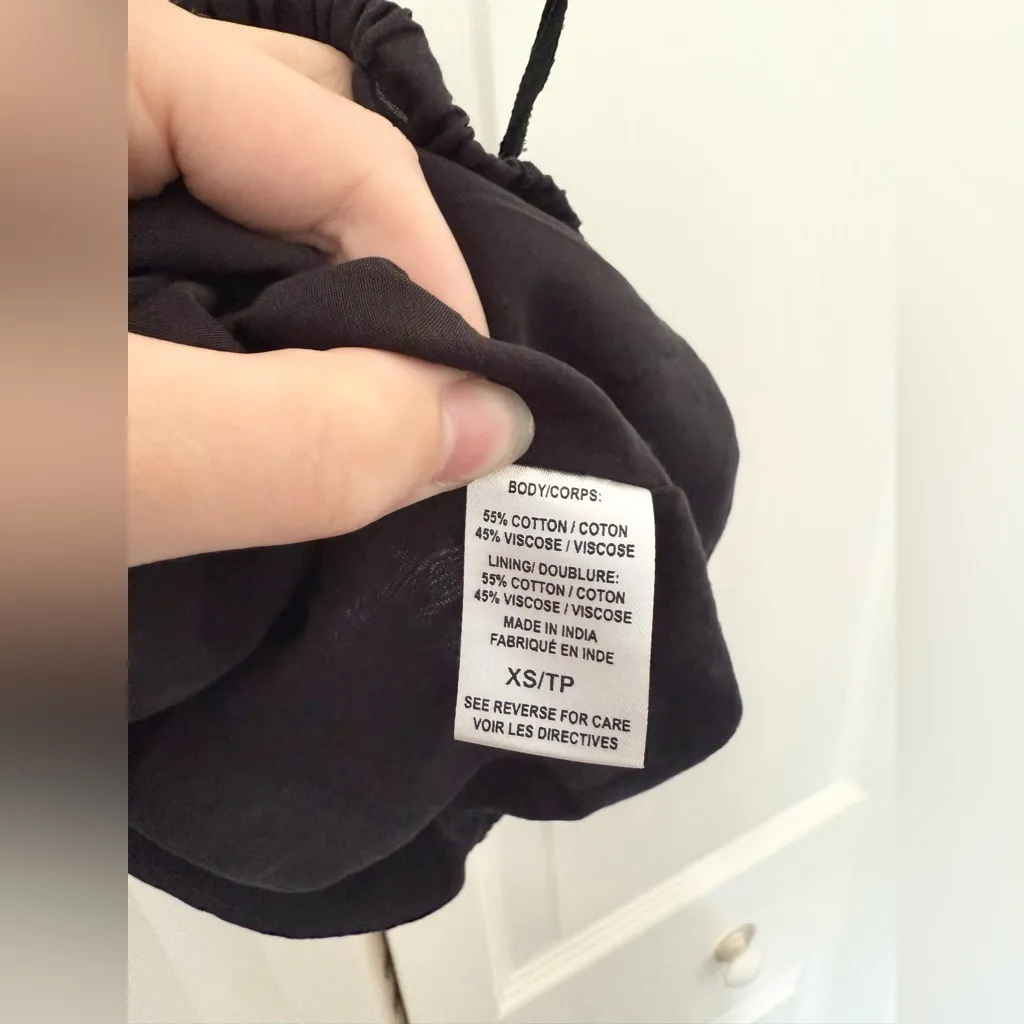 BODY/CORPS:
55% COTTON / COTON
45% VISCOSE / VISCOSE
LINING/ DOUBLURE:
55% COTTON / COTON
45% VISCOSE / VISCOSE
MADE IN INDIA
FABRIQUÉ EN INDE
XS/TP
SEE REVERSE FOR CARE
VOIR LES DIRECTIVES